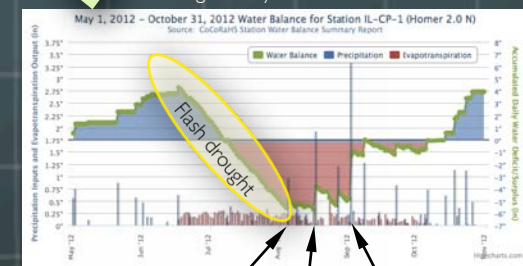 May 1, 2012 – October 31, 2012 Water Balance for Station IL-CP-1 (Homer 2.0 N)
Source: CoCoRaHS Station Water Balance Summary Report
Water Balance Precipitation Evapotranspiration
Precipitation Inputs and Evapotranspiration Output (in)
3.75"
3.5"
3.25"
3"
2.75"
2.5"
2.25"
2"
1.75"
1.5"
1.25"
1"
0.75"
0.5"
0.25"
0"
Flash drought
8"
7"
6"
5"
4"
3"
2"
1"
0"
-1"
-2"
-3"
-4"
-5"
-6"
-7"
Accumulated Daily Water Deficit/Surplus (in)
May '12
Jun '12
Jul '12
Sep '12
Oct '12